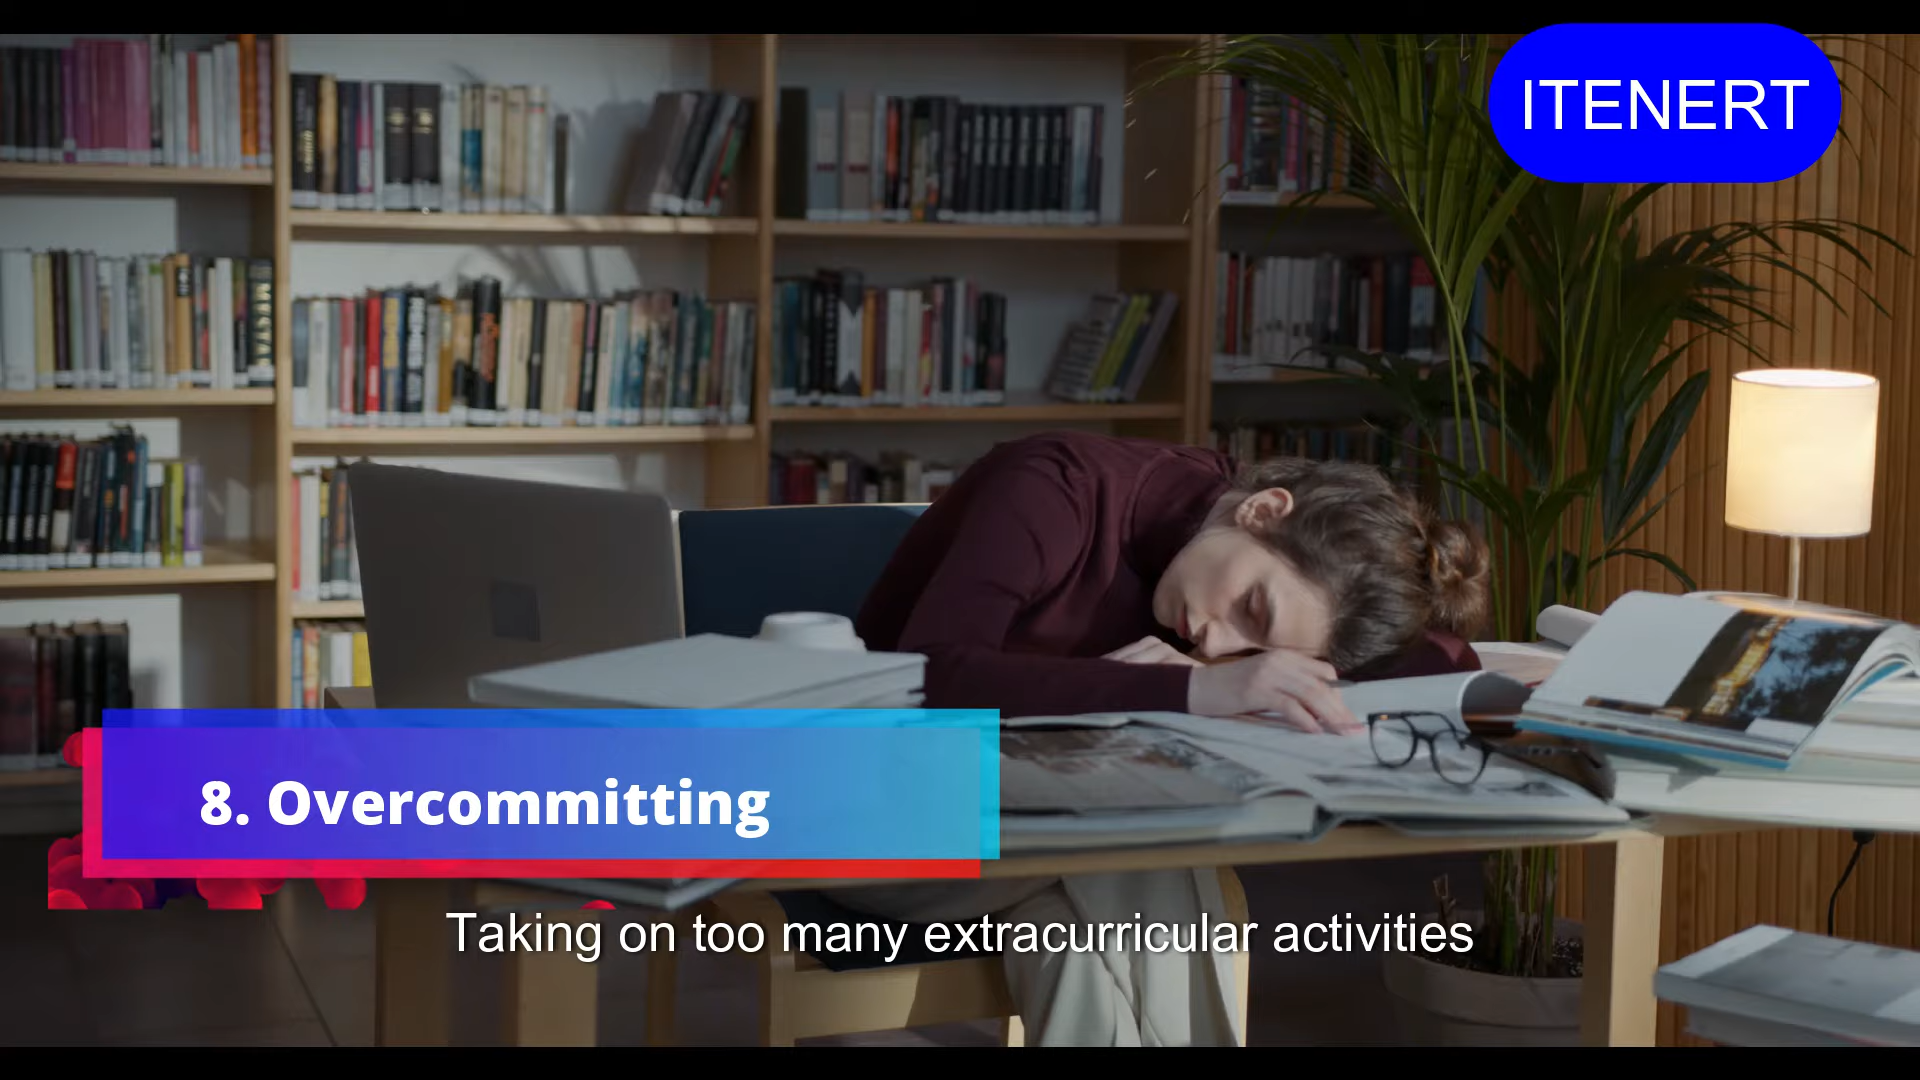 ITENERT
8. Overcommitting
Taking on too many extracurricular activities